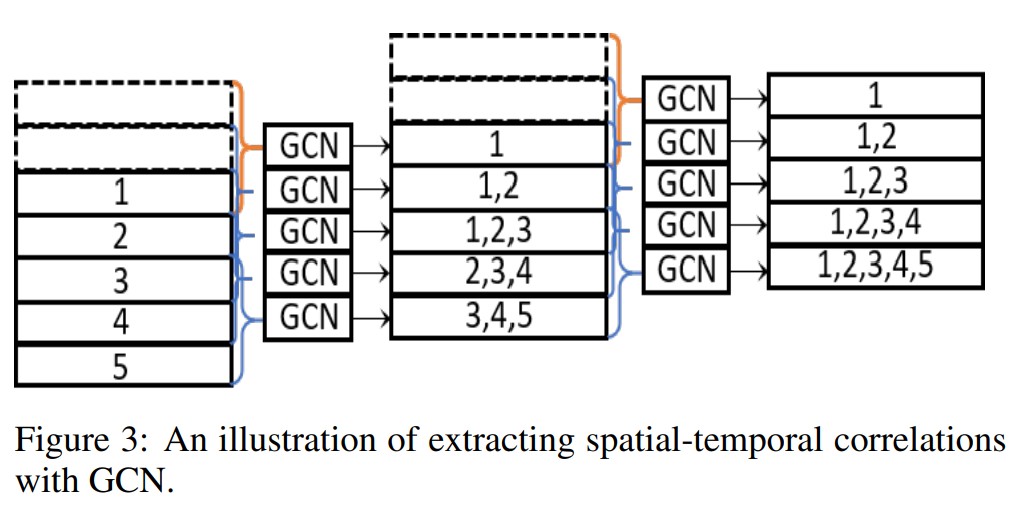 1
2
3
4
5
GCN
GCN
GCN
GCN
GCN
1
1,2
1,2,3
2,3,4
3,4,5
GCN
GCN
GCN
GCN
GCN
1
1,2
1,2,3
1,2,3,4
1,2,3,4,5
Figure 3: An illustration of extracting spatial-temporal correlations
with GCN.